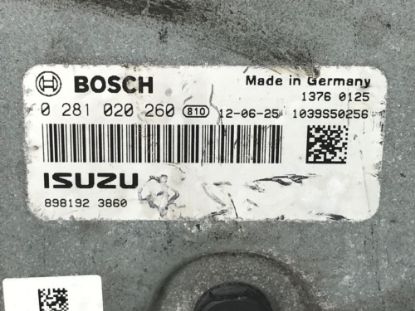 BOSCH Made in Germany
1376 0125
0 281 020 260 810 12-06-25 1039S50256
ISUZU
898192 3860